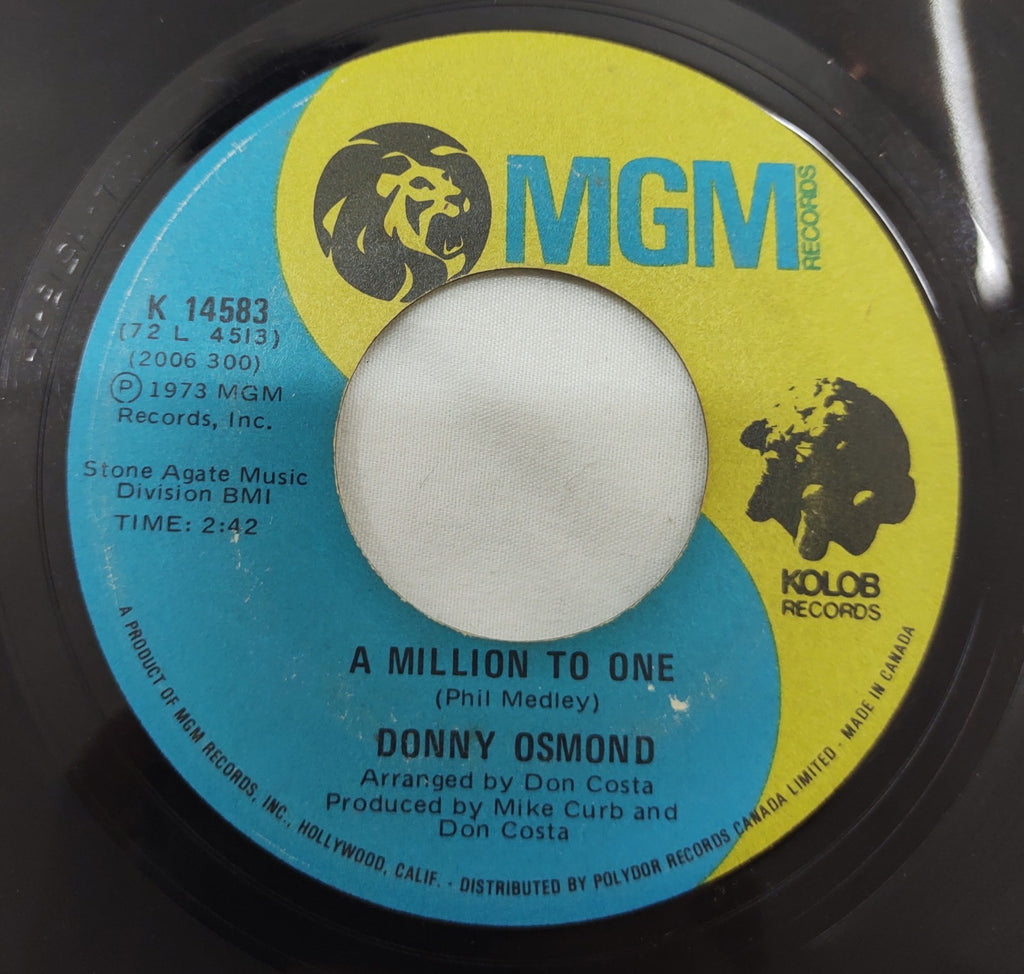 MGM
RECORDS
K 14583
(72 L 4513)
(2006 300)
Ⓟ 1973 MGM
Records, Inc.
Stone Agate Music
Division BMI
TIME: 2:42
KOLOB
RECORDS
A MILLION TO ONE
(Phil Medley)
DONNY OSMOND
Arranged by Don Costa
Produced by Mike Curb and
Don Costa
A PRODUCT OF MGM RECORDS, INC., HOLLYWOOD, CALIF. - DISTRIBUTED BY POLYDOR RECORDS CANADA LIMITED. MADE IN CANADA